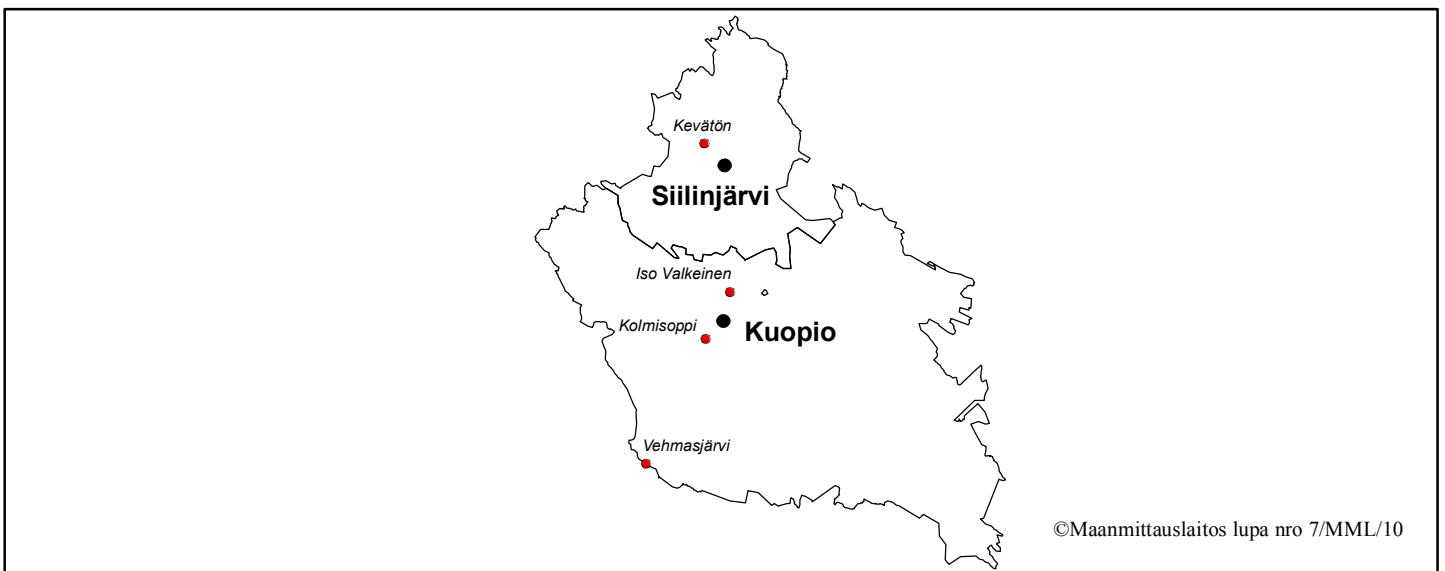 Kevätön
Siilinjärvi
Iso Valkeinen
Kolmisoppi
Kuopio
Vehmasjärvi
©Maanmittauslaitos lupa nro 7/MML/10